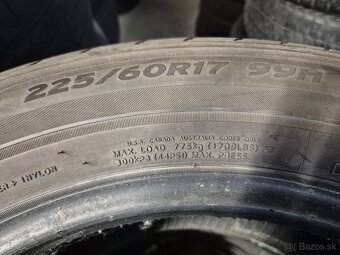 225/60R17 99H
U.S.A. CANADA AUSTRALIA CODES ONLY
MAX. LOAD 775kg (1709LBS) AT
300kPa (44PSI) MAX. PRESS.
NYLON
bazos.sk